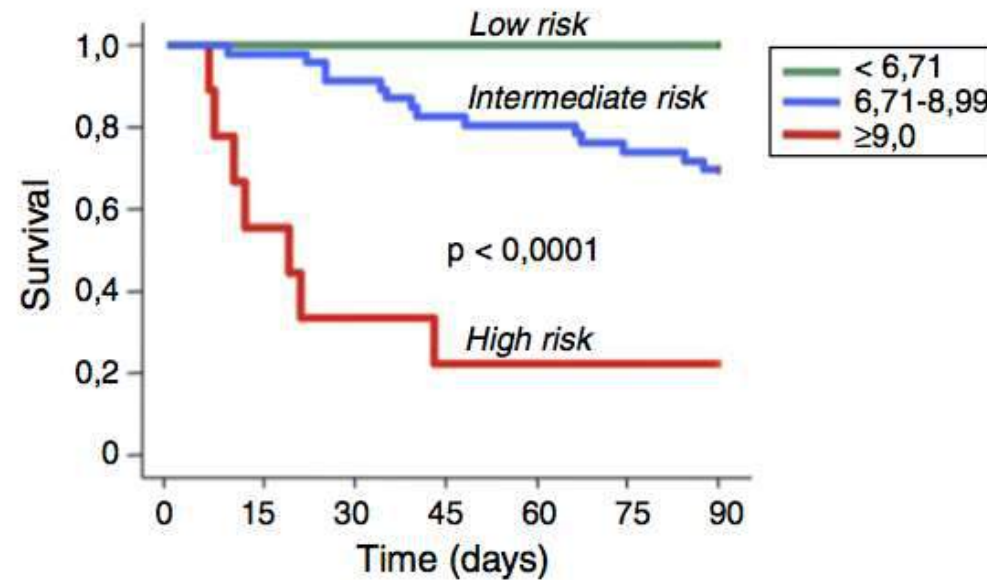 Low risk
1,0
< 6,71
6,71-8,99
≥9,0
Intermediate risk
0,8
0,6
Survival
p < 0,0001
0,4
High risk
0,2
0
0 15 30 45 60 75 90
Time (days)